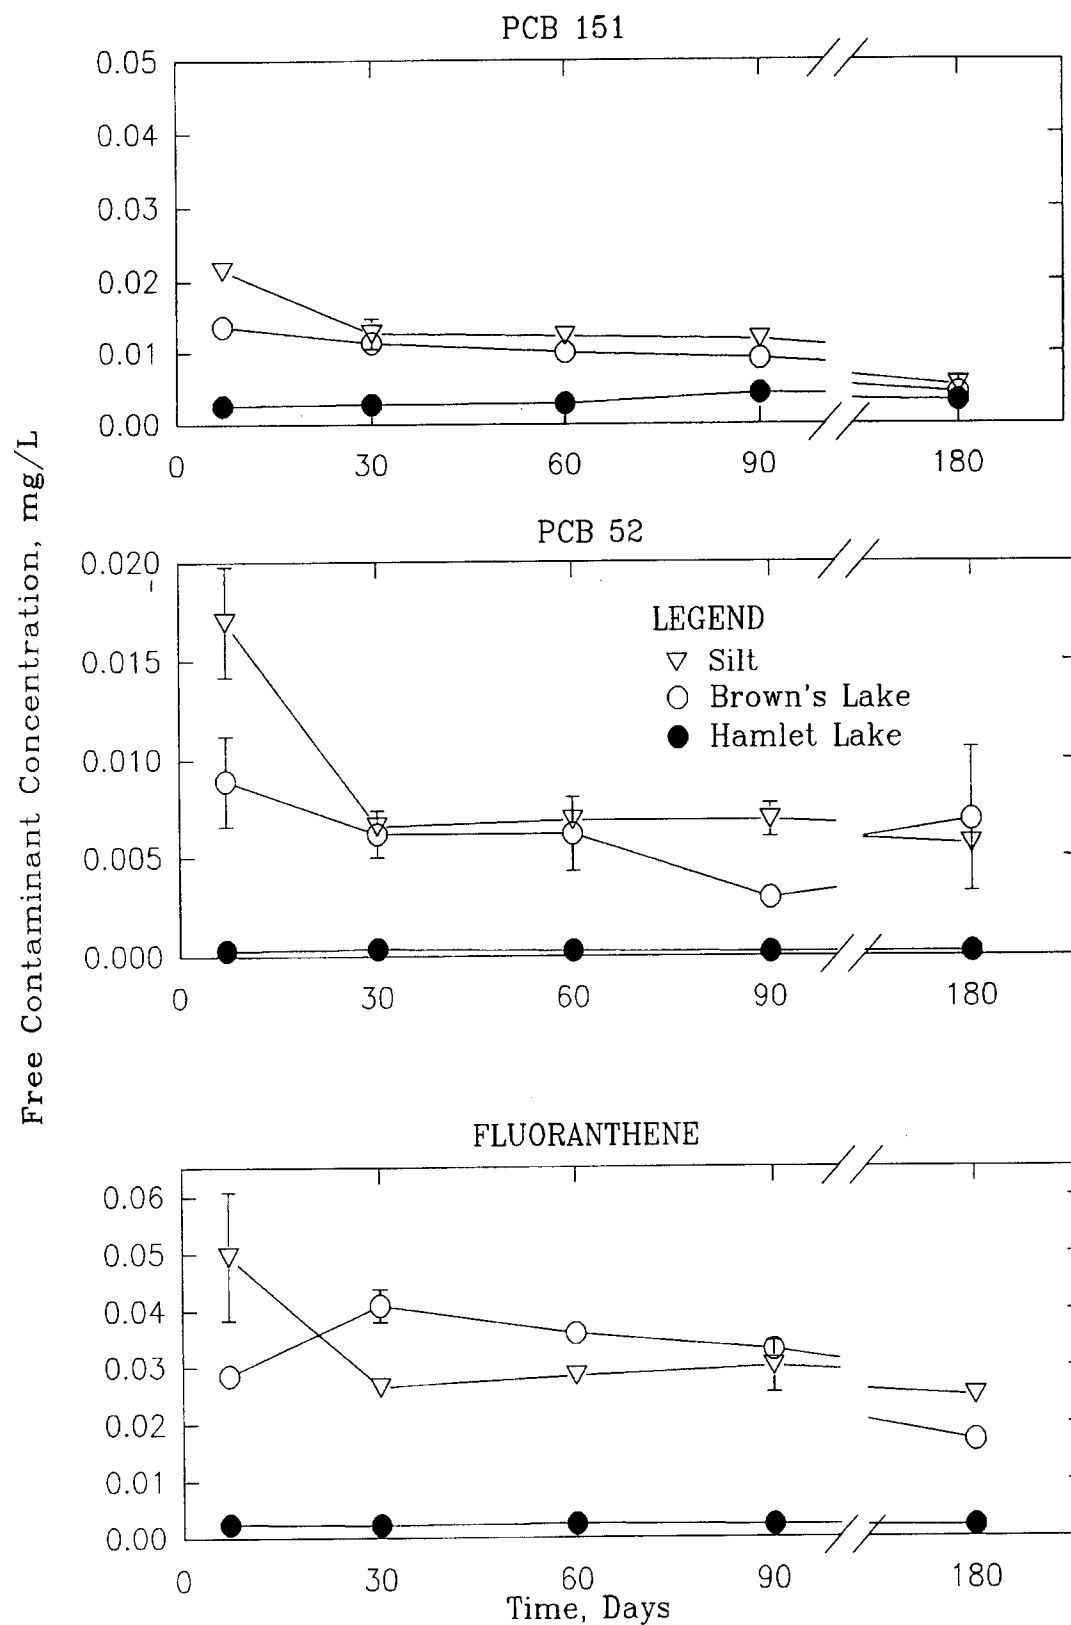 PCB 151
0.05
0.04
0.03
0.02
0.01
0.00
0 30 60 90 180
Free Contaminant Concentration, mg/L
PCB 52
0.020
0.015
0.010
0.005
0.000
LEGEND
Silt
Brown's Lake
Hamlet Lake
0 30 60 90 180
FLUORANTHENE
0.06
0.05
0.04
0.03
0.02
0.01
0.00
0 30 60 90 180
Time, Days